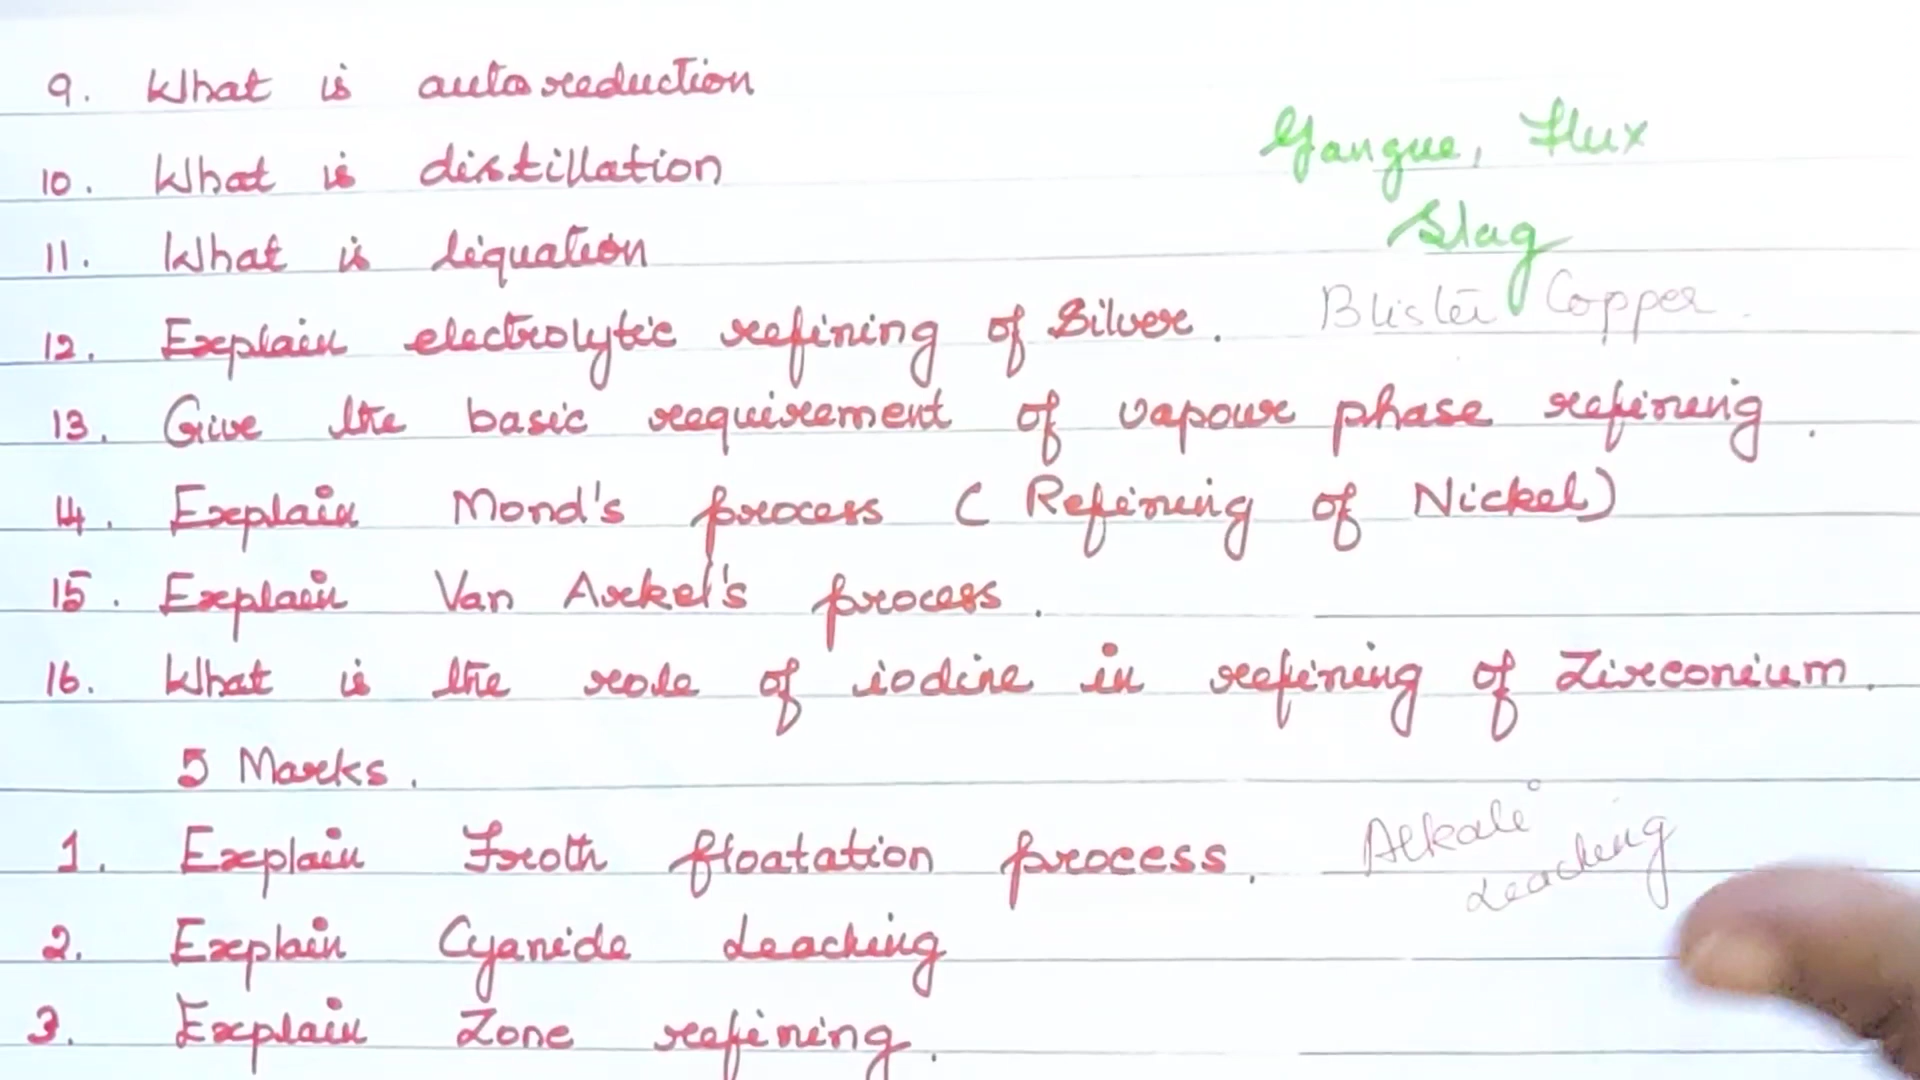 9. What is auto reduction
10. What is distillation
Gangue, Flux
Slag
11. What is liquation
Blister Copper.
12. Explain electrolytic refining of Silver.
13. Give the basic requirement of vapour phase refining.
14. Explain Mond's process (Refining of Nickel)
15. Explain Van Arkel's process.
16. What is the role of iodine in refining of Zirconium.
5 Marks.
1. Explain Froth floatation process.
Alkali
Leaching
2. Explain Cyanide Leaching
3. Explain Zone refining.